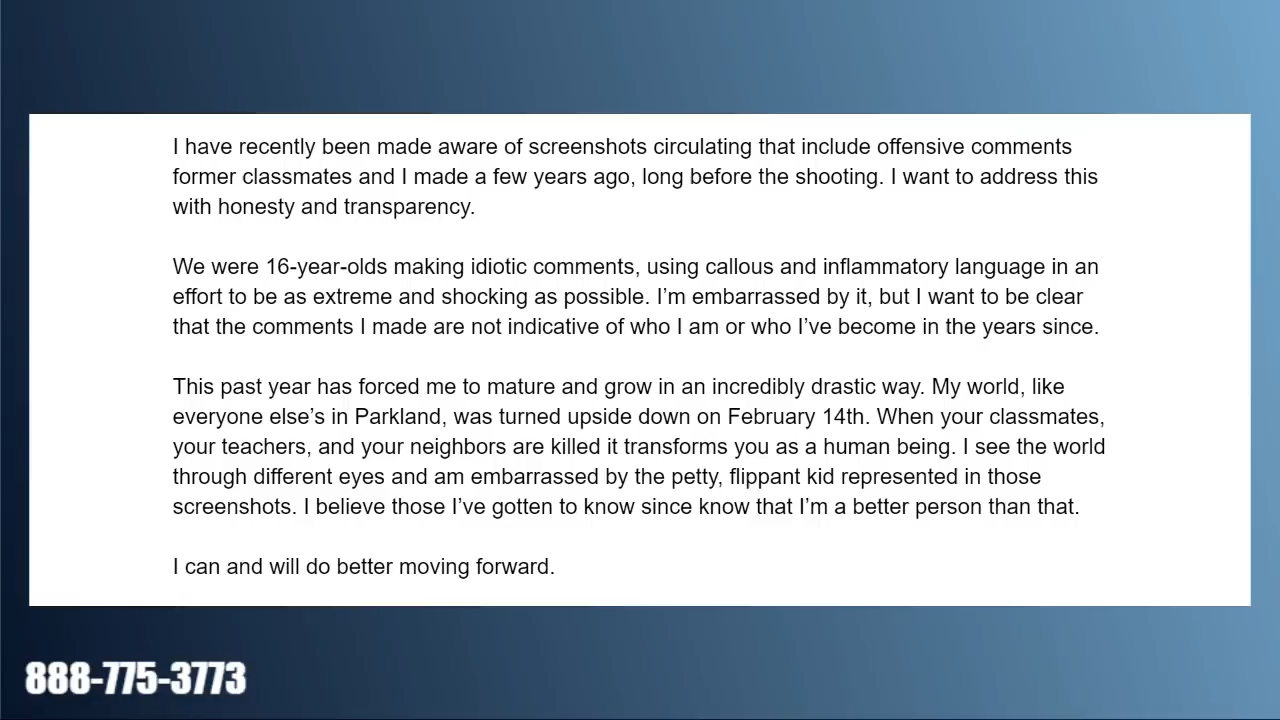 I have recently been made aware of screenshots circulating that include offensive comments
former classmates and I made a few years ago, long before the shooting. I want to address this
with honesty and transparency.
We were 16-year-olds making idiotic comments, using callous and inflammatory language in an
effort to be as extreme and shocking as possible. I’m embarrassed by it, but I want to be clear
that the comments I made are not indicative of who I am or who I’ve become in the years since.
This past year has forced me to mature and grow in an incredibly drastic way. My world, like
everyone else’s in Parkland, was turned upside down on February 14th. When your classmates,
your teachers, and your neighbors are killed it transforms you as a human being. I see the world
through different eyes and am embarrassed by the petty, flippant kid represented in those
screenshots. I believe those I’ve gotten to know since know that I’m a better person than that.
I can and will do better moving forward.
888-775-3773